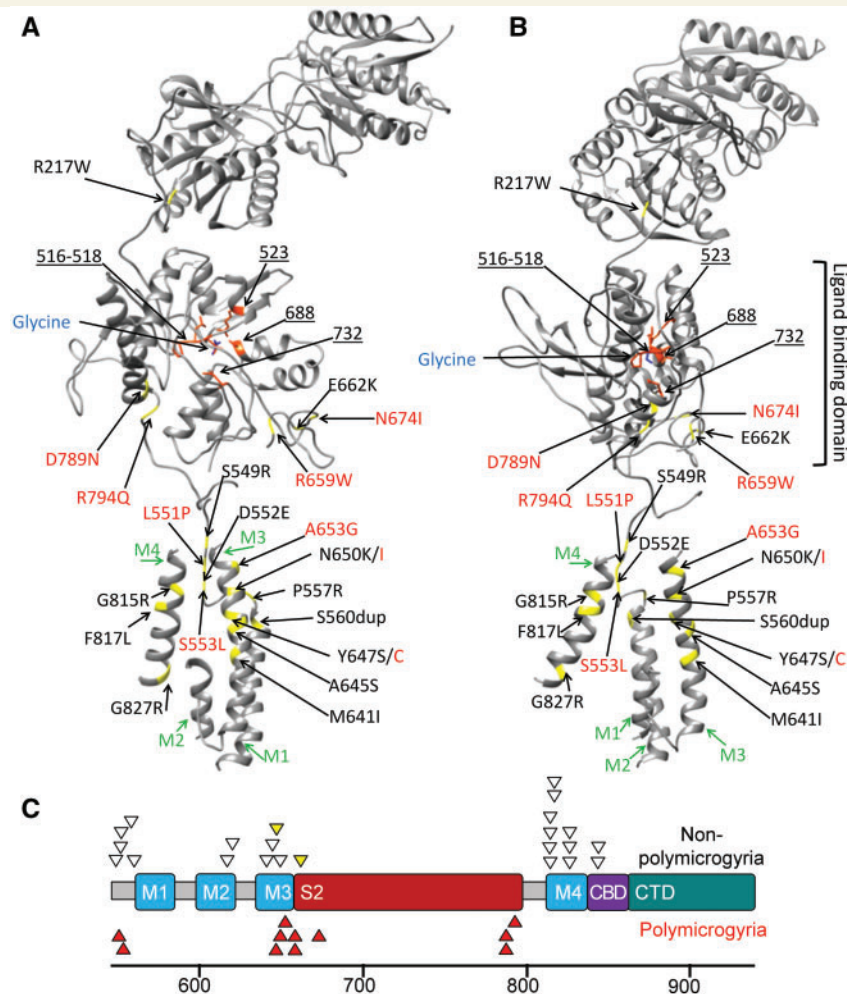 A
R217W
516-518
523
Glycine
688
732
E662K
N674I
D789N
R794Q
R659W
S549R
L551P
D552E
M4
M3
A653G
N650K/I
G815R
P557R
F817L
S560dup
S553L
Y647S/C
G827R
A645S
M641I
M2
M1
B
R217W
516-518
523
Glycine
688
732
Ligand binding domain
N674I
E662K
D789N
R659W
R794Q
S549R
L551P
D552E
M4
A653G
N650K/I
G815R
P557R
F817L
S560dup
S553L
Y647S/C
G827R
A645S
M641I
M1
M2
M3
C
Non-
polymicrogyria
M1 M2 M3 S2 M4 CBD CTD
Polymicrogyria
600 700 800 900